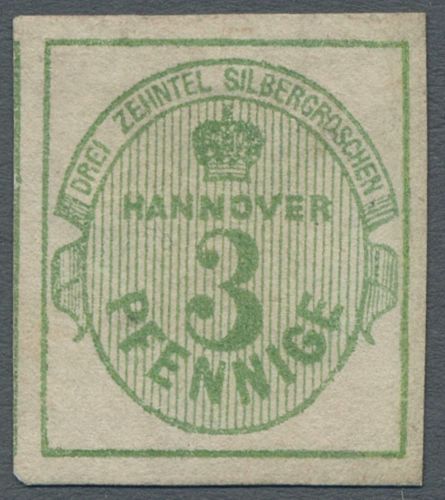 DREI ZEHNTEL SILBERGROSCHEN
HANNOVER
3
PFENNIGE